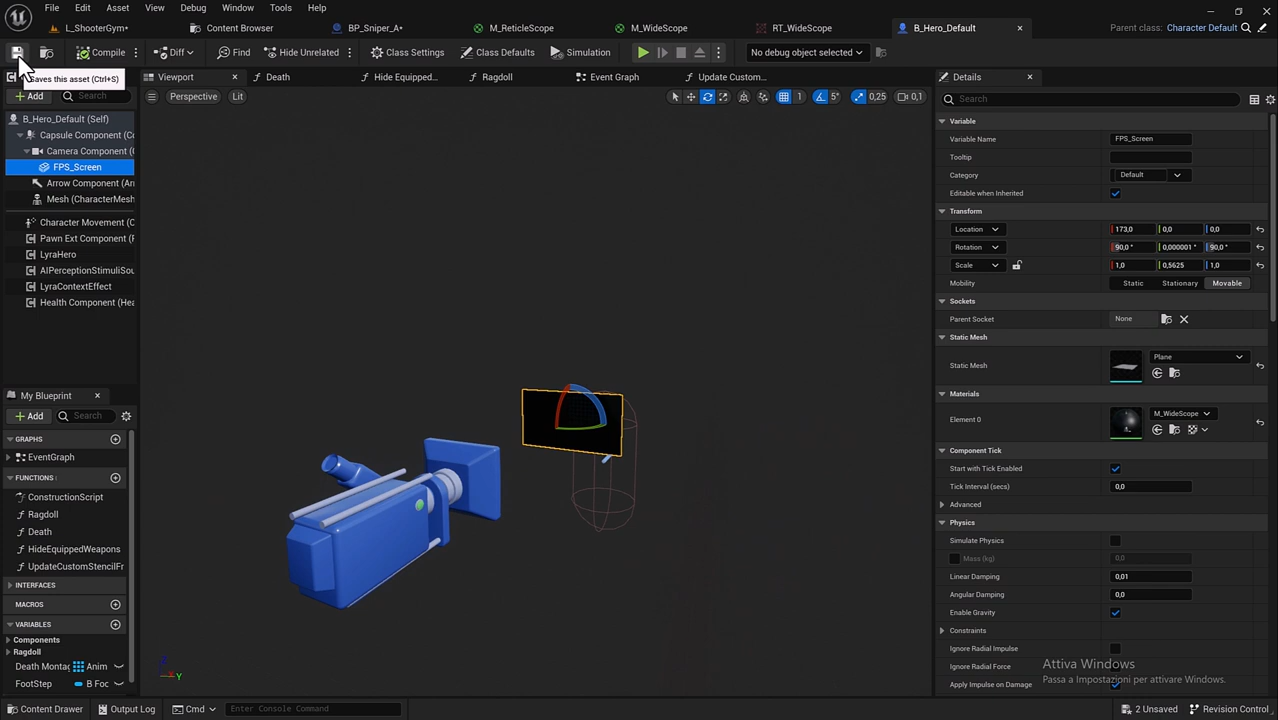 File Edit Asset View Debug Window Tools Help
L_ShooterGym* Content Browser BP_Sniper_A* M_ReticleScope M_WideScope RT_WideScope B_Hero_Default Parent class: Character Default
Compile Diff Find Hide Unrelated Class Settings Class Defaults Simulation No debug object selected
Saves this asset (Ctrl+S)
Viewport Death Hide Equipped... Ragdoll Event Graph Update Custom... Details
Add Search Perspective Lit 1 5° 0,25 0,1 Search
B_Hero_Default (Self)
Capsule Component (Co
Camera Component (
FPS_Screen
Arrow Component (Arr
Mesh (CharacterMesh
Character Movement (C
Pawn Ext Component (F
LyraHero
AIPerceptionStimuliSou
LyraContextEffect
Health Component (Hea
My Blueprint
Add Search
GRAPHS
EventGraph
FUNCTIONS
ConstructionScript
Ragdoll
Death
HideEquippedWeapons
UpdateCustomStencilFr
INTERFACES
MACROS
VARIABLES
Components
Ragdoll
Death Montag Anim
FootStep B Foc
Z
Y
Variable
Variable Name FPS_Screen
Tooltip
Category Default
Editable when Inherited
Transform
Location 173,0 0,0 0,0
Rotation 90,0 ° 0,000001 ° 90,0 °
Scale 1,0 0,5625 1,0
Mobility Static Stationary Movable
Sockets
Parent Socket None
Static Mesh
Static Mesh Plane
Materials
Element 0 M_WideScope
Component Tick
Start with Tick Enabled
Tick Interval (secs) 0,0
Advanced
Physics
Simulate Physics
Mass (kg) 0,0
Linear Damping 0,01
Angular Damping 0,0
Enable Gravity
Constraints
Ignore Radial Impulse
Ignore Radial Force
Apply Impulse on Damage
Attiva Windows
Passa a Impostazioni per attivare Windows.
Content Drawer Output Log Cmd Enter Console Command 2 Unsaved Revision Control